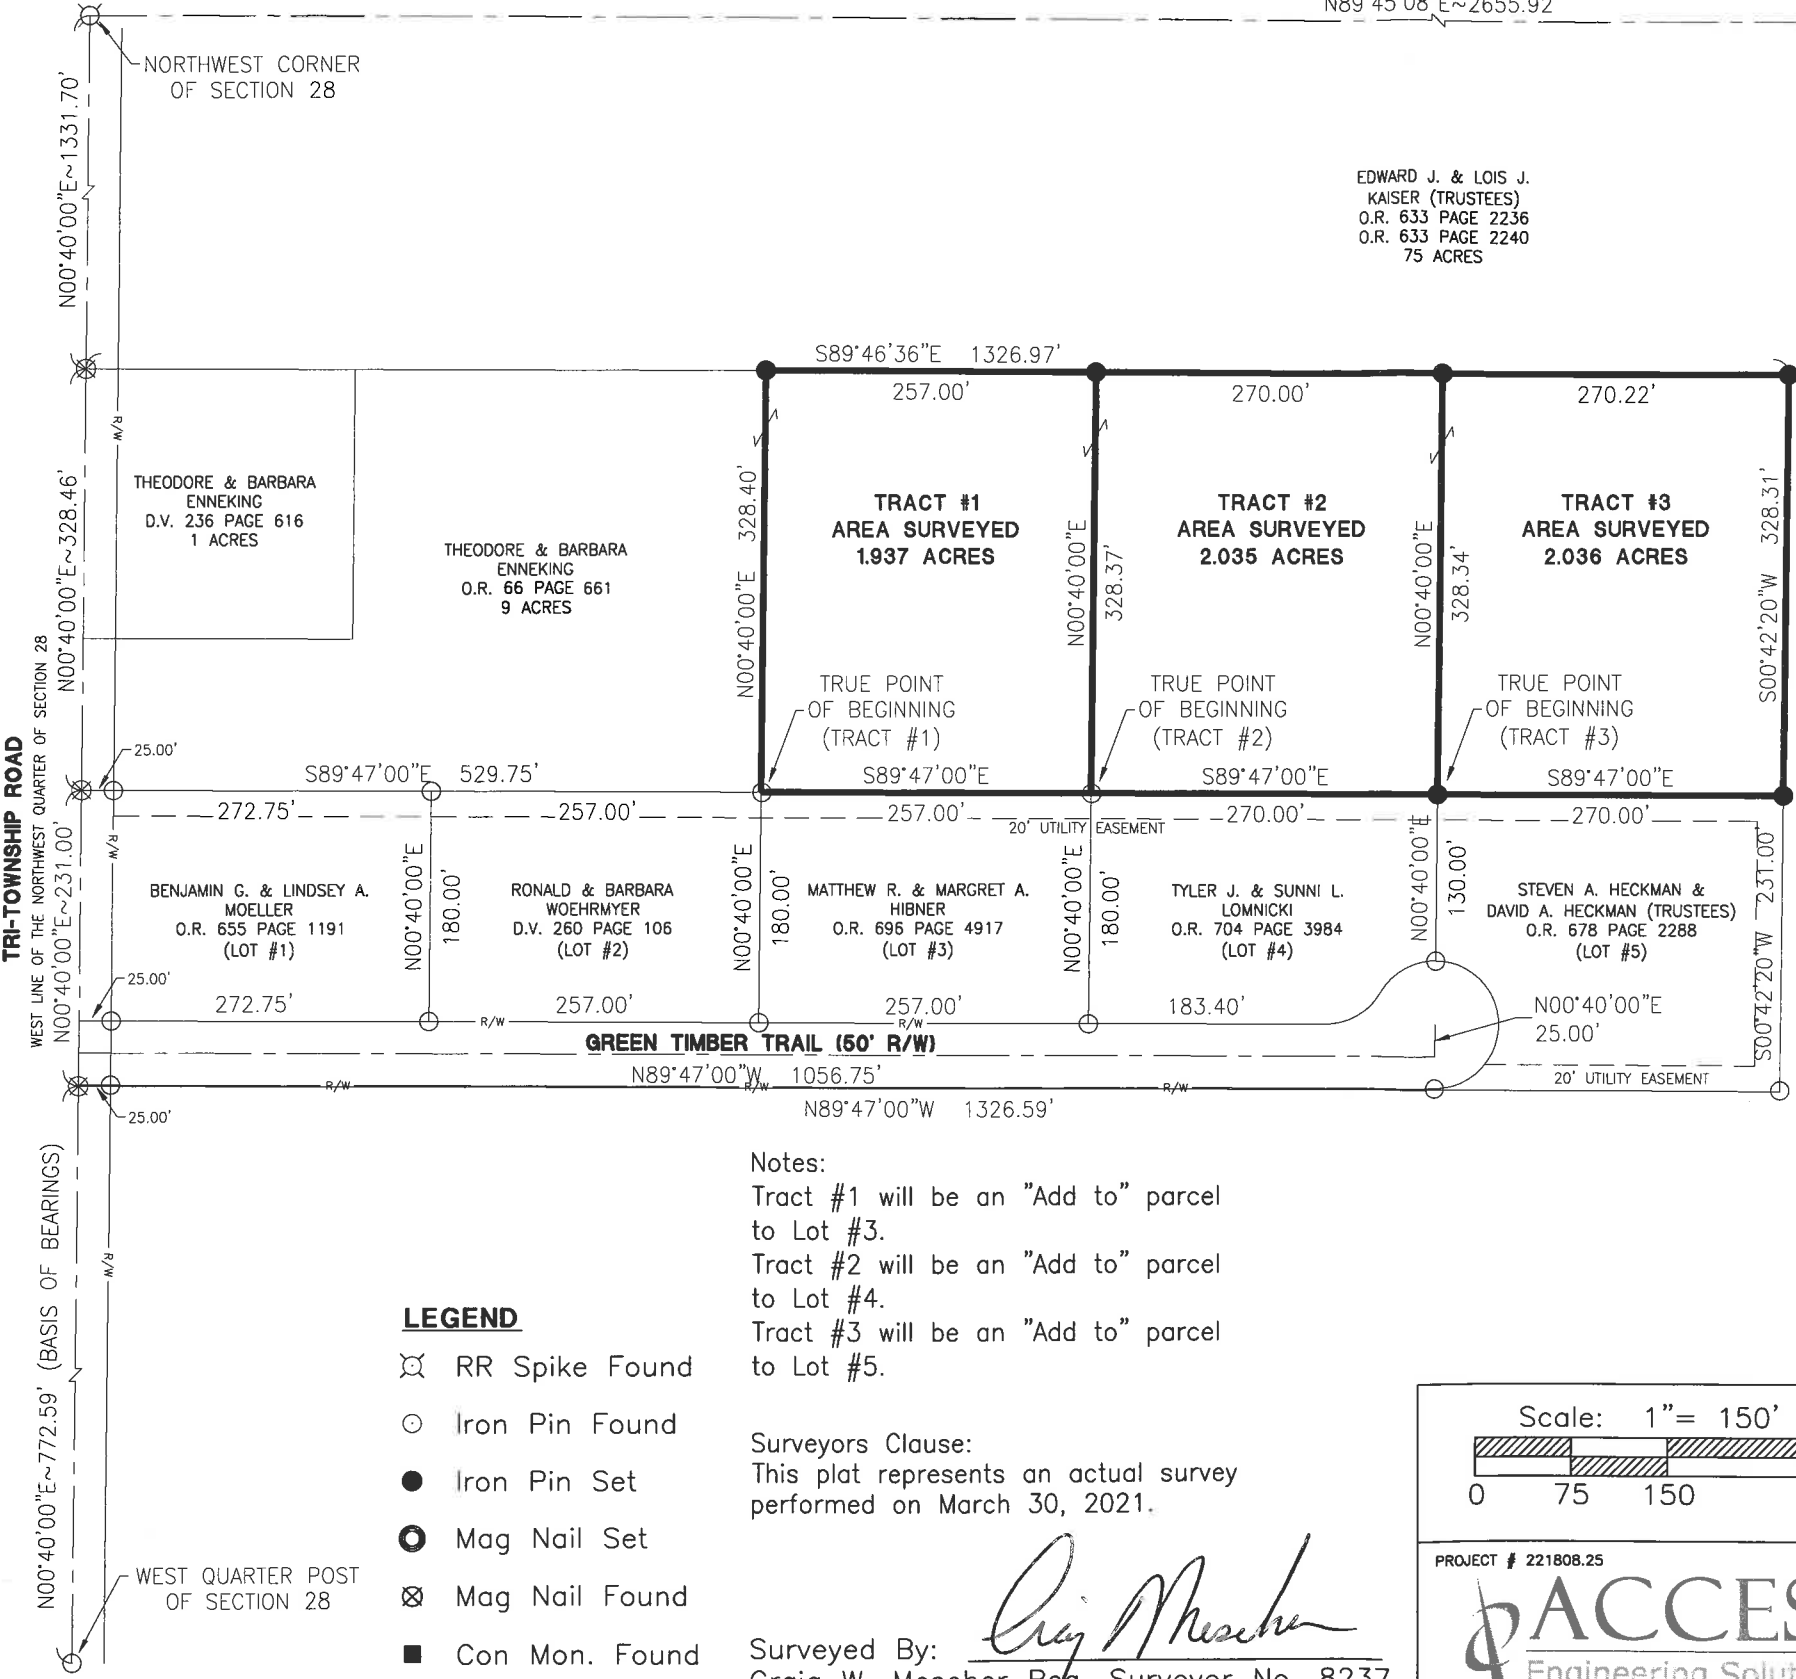 N89°45'08"E~2655.92'
NORTHWEST CORNER
OF SECTION 28
N00°40'00"E~1331.70'
EDWARD J. & LOIS J.
KAISER (TRUSTEES)
O.R. 633 PAGE 2236
O.R. 633 PAGE 2240
75 ACRES
S89°46'36"E 1326.97'
257.00'
270.00'
270.22'
R/W
N00°40'00"E~328.46'
THEODORE & BARBARA
ENNEKING
D.V. 236 PAGE 616
1 ACRES
THEODORE & BARBARA
ENNEKING
O.R. 66 PAGE 661
9 ACRES
N00°40'00"E 328.40'
TRACT #1
AREA SURVEYED
1.937 ACRES
N00°40'00"E
328.37'
TRACT #2
AREA SURVEYED
2.035 ACRES
N00°40'00"E
328.34'
TRACT #3
AREA SURVEYED
2.036 ACRES
S00°42'20"W 328.31'
TRUE POINT
OF BEGINNING
(TRACT #1)
TRUE POINT
OF BEGINNING
(TRACT #2)
TRUE POINT
OF BEGINNING
(TRACT #3)
TRI-TOWNSHIP ROAD
WEST LINE OF THE NORTHWEST QUARTER OF SECTION 28
25.00'
S89°47'00"E 529.75'
S89°47'00"E
S89°47'00"E
S89°47'00"E
272.75'
257.00'
257.00'
20' UTILITY EASEMENT
270.00'
270.00'
N00°40'00"E~231.00'
R/W
BENJAMIN G. & LINDSEY A.
MOELLER
O.R. 655 PAGE 1191
(LOT #1)
N00°40'00"E
180.00'
RONALD & BARBARA
WOEHRMYER
D.V. 260 PAGE 106
(LOT #2)
N00°40'00"E
180.00'
MATTHEW R. & MARGRET A.
HIBNER
O.R. 696 PAGE 4917
(LOT #3)
N00°40'00"E
180.00'
TYLER J. & SUNNI L.
LOMNICKI
O.R. 704 PAGE 3984
(LOT #4)
N00°40'00"E
130.00'
STEVEN A. HECKMAN &
DAVID A. HECKMAN (TRUSTEES)
O.R. 678 PAGE 2288
(LOT #5)
S00°42'20"W 231.00'
25.00'
272.75'
257.00'
257.00'
183.40'
N00°40'00"E
25.00'
R/W
R/W
GREEN TIMBER TRAIL (50' R/W)
N89°47'00"W 1056.75'
R/W
R/W
R/W
20' UTILITY EASEMENT
25.00'
N89°47'00"W 1326.59'
N00°40'00"E~772.59' (BASIS OF BEARINGS)
R/W
WEST QUARTER POST
OF SECTION 28
LEGEND
RR Spike Found
Iron Pin Found
Iron Pin Set
Mag Nail Set
Mag Nail Found
Con Mon. Found
Notes:
Tract #1 will be an "Add to" parcel
to Lot #3.
Tract #2 will be an "Add to" parcel
to Lot #4.
Tract #3 will be an "Add to" parcel
to Lot #5.
Surveyors Clause:
This plat represents an actual survey
performed on March 30, 2021.
Craig Mescher
Surveyed By:
Craig W. Mescher Reg. Surveyor No. 8237
Scale: 1"= 150'
0 75 150
PROJECT # 221808.25
ACCES
Engineering Solut